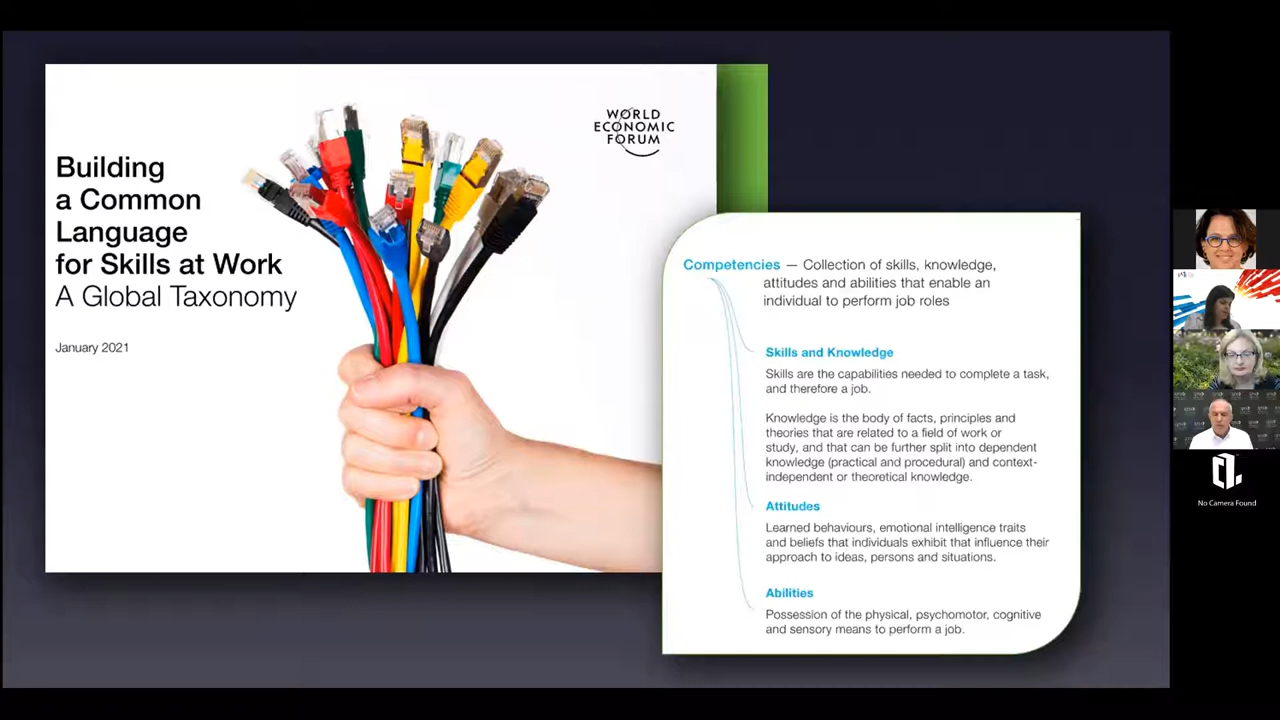 WORLD
ECONOMIC
FORUM
Building
a Common
Language
for Skills at Work
A Global Taxonomy
January 2021
Competencies — Collection of skills, knowledge,
attitudes and abilities that enable an
individual to perform job roles
Skills and Knowledge
Skills are the capabilities needed to complete a task,
and therefore a job.
Knowledge is the body of facts, principles and
theories that are related to a field of work or
study, and that can be further split into dependent
knowledge (practical and procedural) and context-
independent or theoretical knowledge.
Attitudes
Learned behaviours, emotional intelligence traits
and beliefs that individuals exhibit that influence their
approach to ideas, persons and situations.
Abilities
Possession of the physical, psychomotor, cognitive
and sensory means to perform a job.
No Camera Found